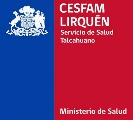 CESFAM
LIRQUÉN
Servicio de Salud
Talcahuano
Ministerio de Salud